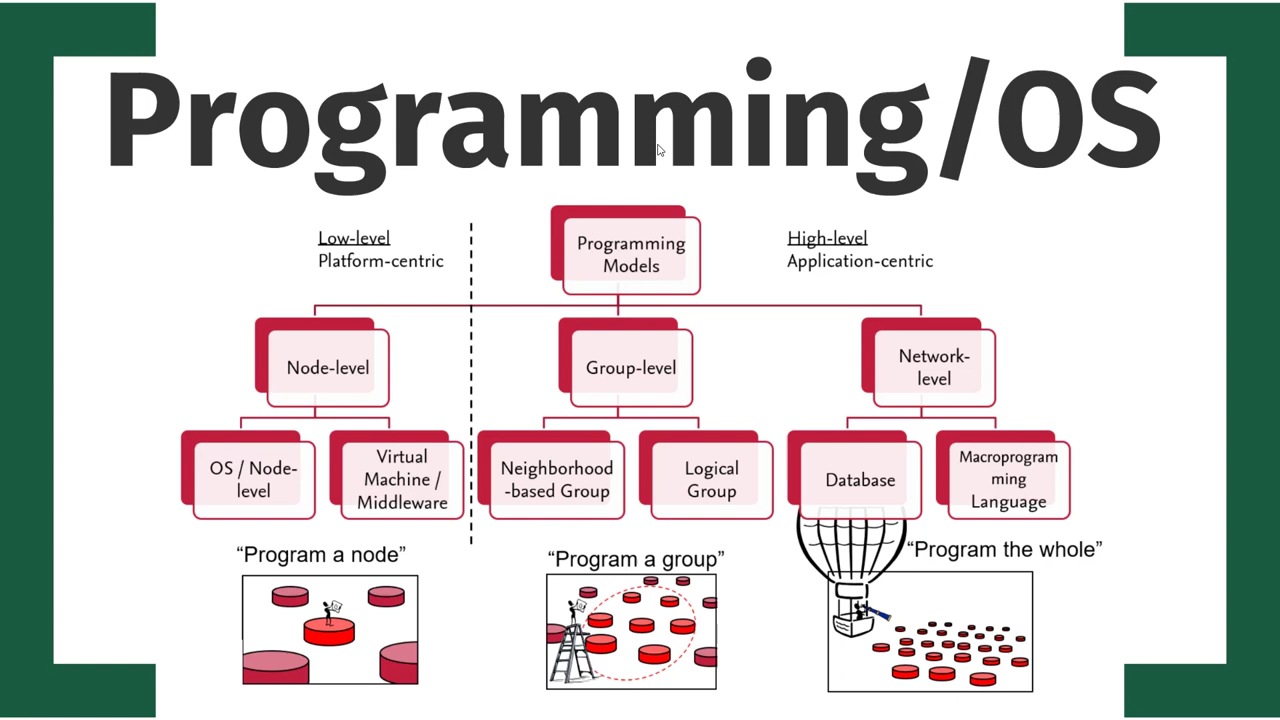 Programming/OS
Low-level
Platform-centric
Programming
Models
High-level
Application-centric
Node-level
Group-level
Network-
level
OS / Node-
level
Virtual
Machine /
Middleware
Neighborhood
-based Group
Logical
Group
Database
Macroprogram
ming
Language
“Program a node”
“Program a group”
“Program the whole”